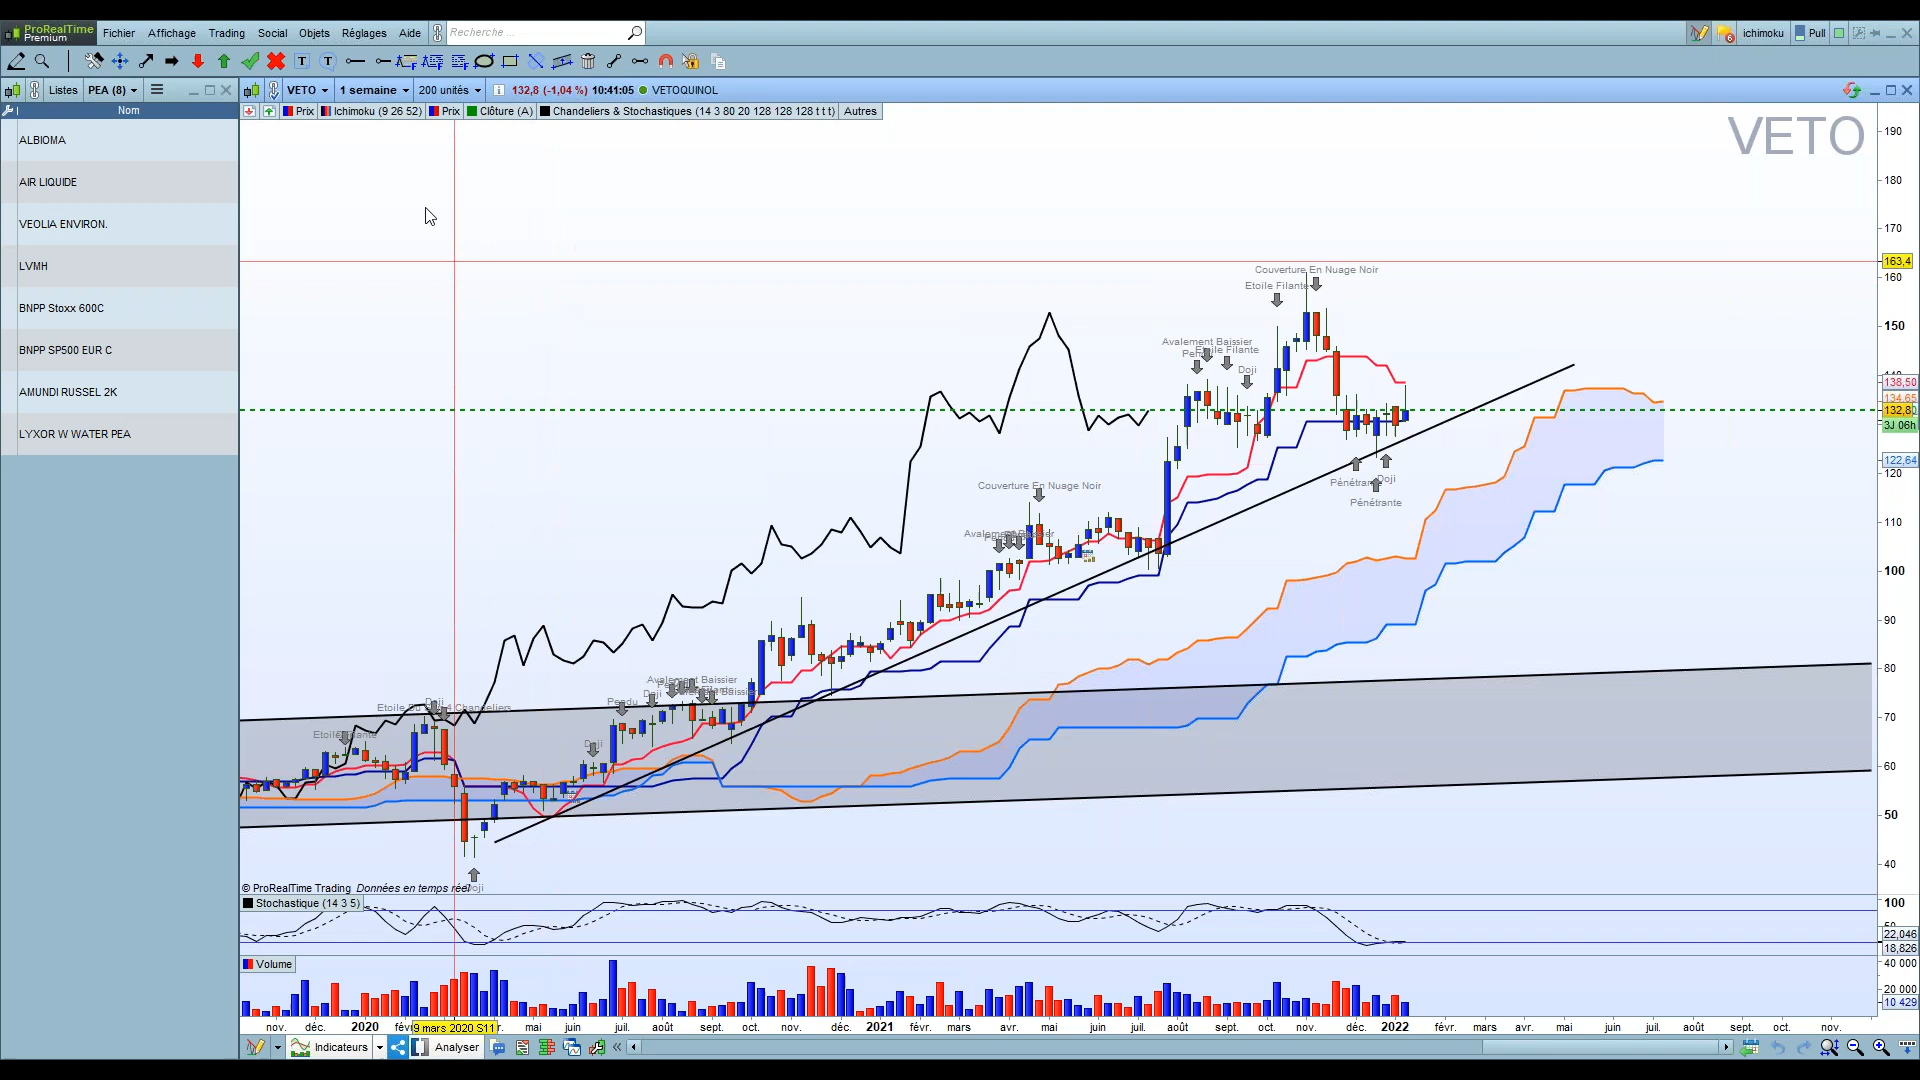 ProRealTime
Premium
Fichier Affichage Trading Social Objets Réglages Aide
Recherche ...
6 ichimoku Pull
Listes PEA (8)
Nom
ALBIOMA
AIR LIQUIDE
VEOLIA ENVIRON.
LVMH
BNPP Stoxx 600C
BNPP SP500 EUR C
AMUNDI RUSSEL 2K
LYXOR W WATER PEA
VETO 1 semaine 200 unités 132,8 (-1,04 %) 10:41:05 VETOQUINOL
Prix Ichimoku (9 26 52) Prix Clôture (A) Chandeliers & Stochastiques (14 3 80 20 128 128 128 t t t) Autres
VETO
190
180
170
163,4
160
150
138,50
134,65
132,8
3J 06h
122,64
120
110
100
90
80
70
60
50
40
Couverture En Nuage Noir
Etoile Filante
Avalement Baissier
Etoile Filante
Doji
Couverture En Nuage Noir
Doji
Pénétrante
Avalement Baissier
Doji
Pendu
Doji
Doji
© ProRealTime Trading Données en temps réel
Stochastique (14 3 5)
100
22,046
18,826
Volume
40 000
20 000
10 429
nov. déc. 2020 9 mars 2020 S11 mai juin juil. août sept. oct. nov. déc. 2021 févr. mars avr. mai juin juil. août sept. oct. nov. déc. 2022 févr. mars avr. mai juin juil. août sept. oct. nov.
Indicateurs Analyser